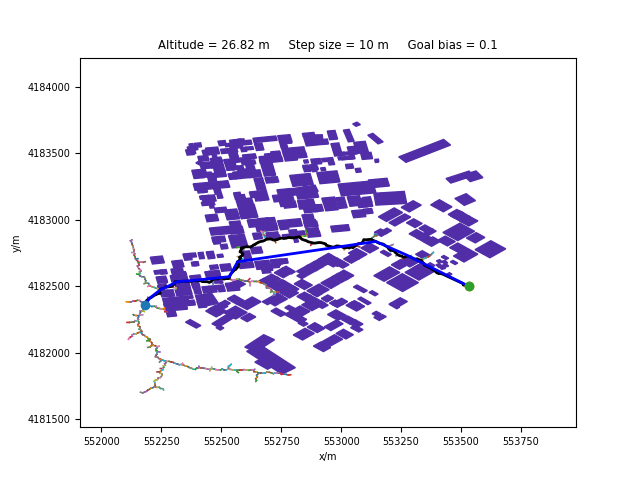 Altitude = 26.82 m Step size = 10 m Goal bias = 0.1
4184000
4183500
4183000
4182500
4182000
4181500
y/m
552000 552250 552500 552750 553000 553250 553500 553750
x/m